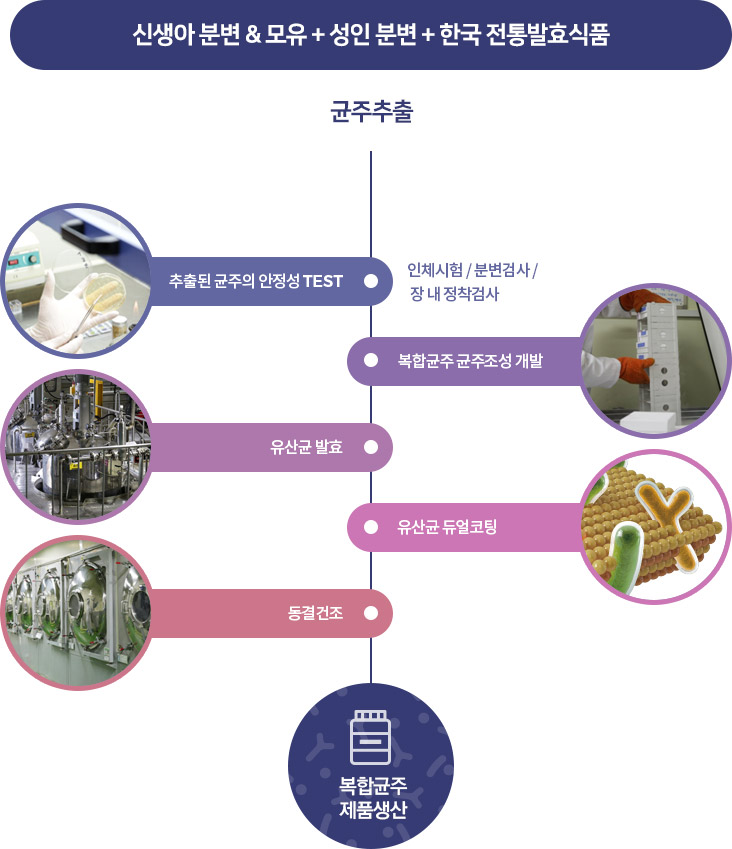 신생아 분변 & 모유 + 성인 분변 + 한국 전통발효식품
균주추출
추출된 균주의 안정성 TEST
인체시험 / 분변검사 /
장 내 정착검사
복합균주 균주조성 개발
유산균 발효
유산균 듀얼코팅
동결건조
복합균주
제품생산